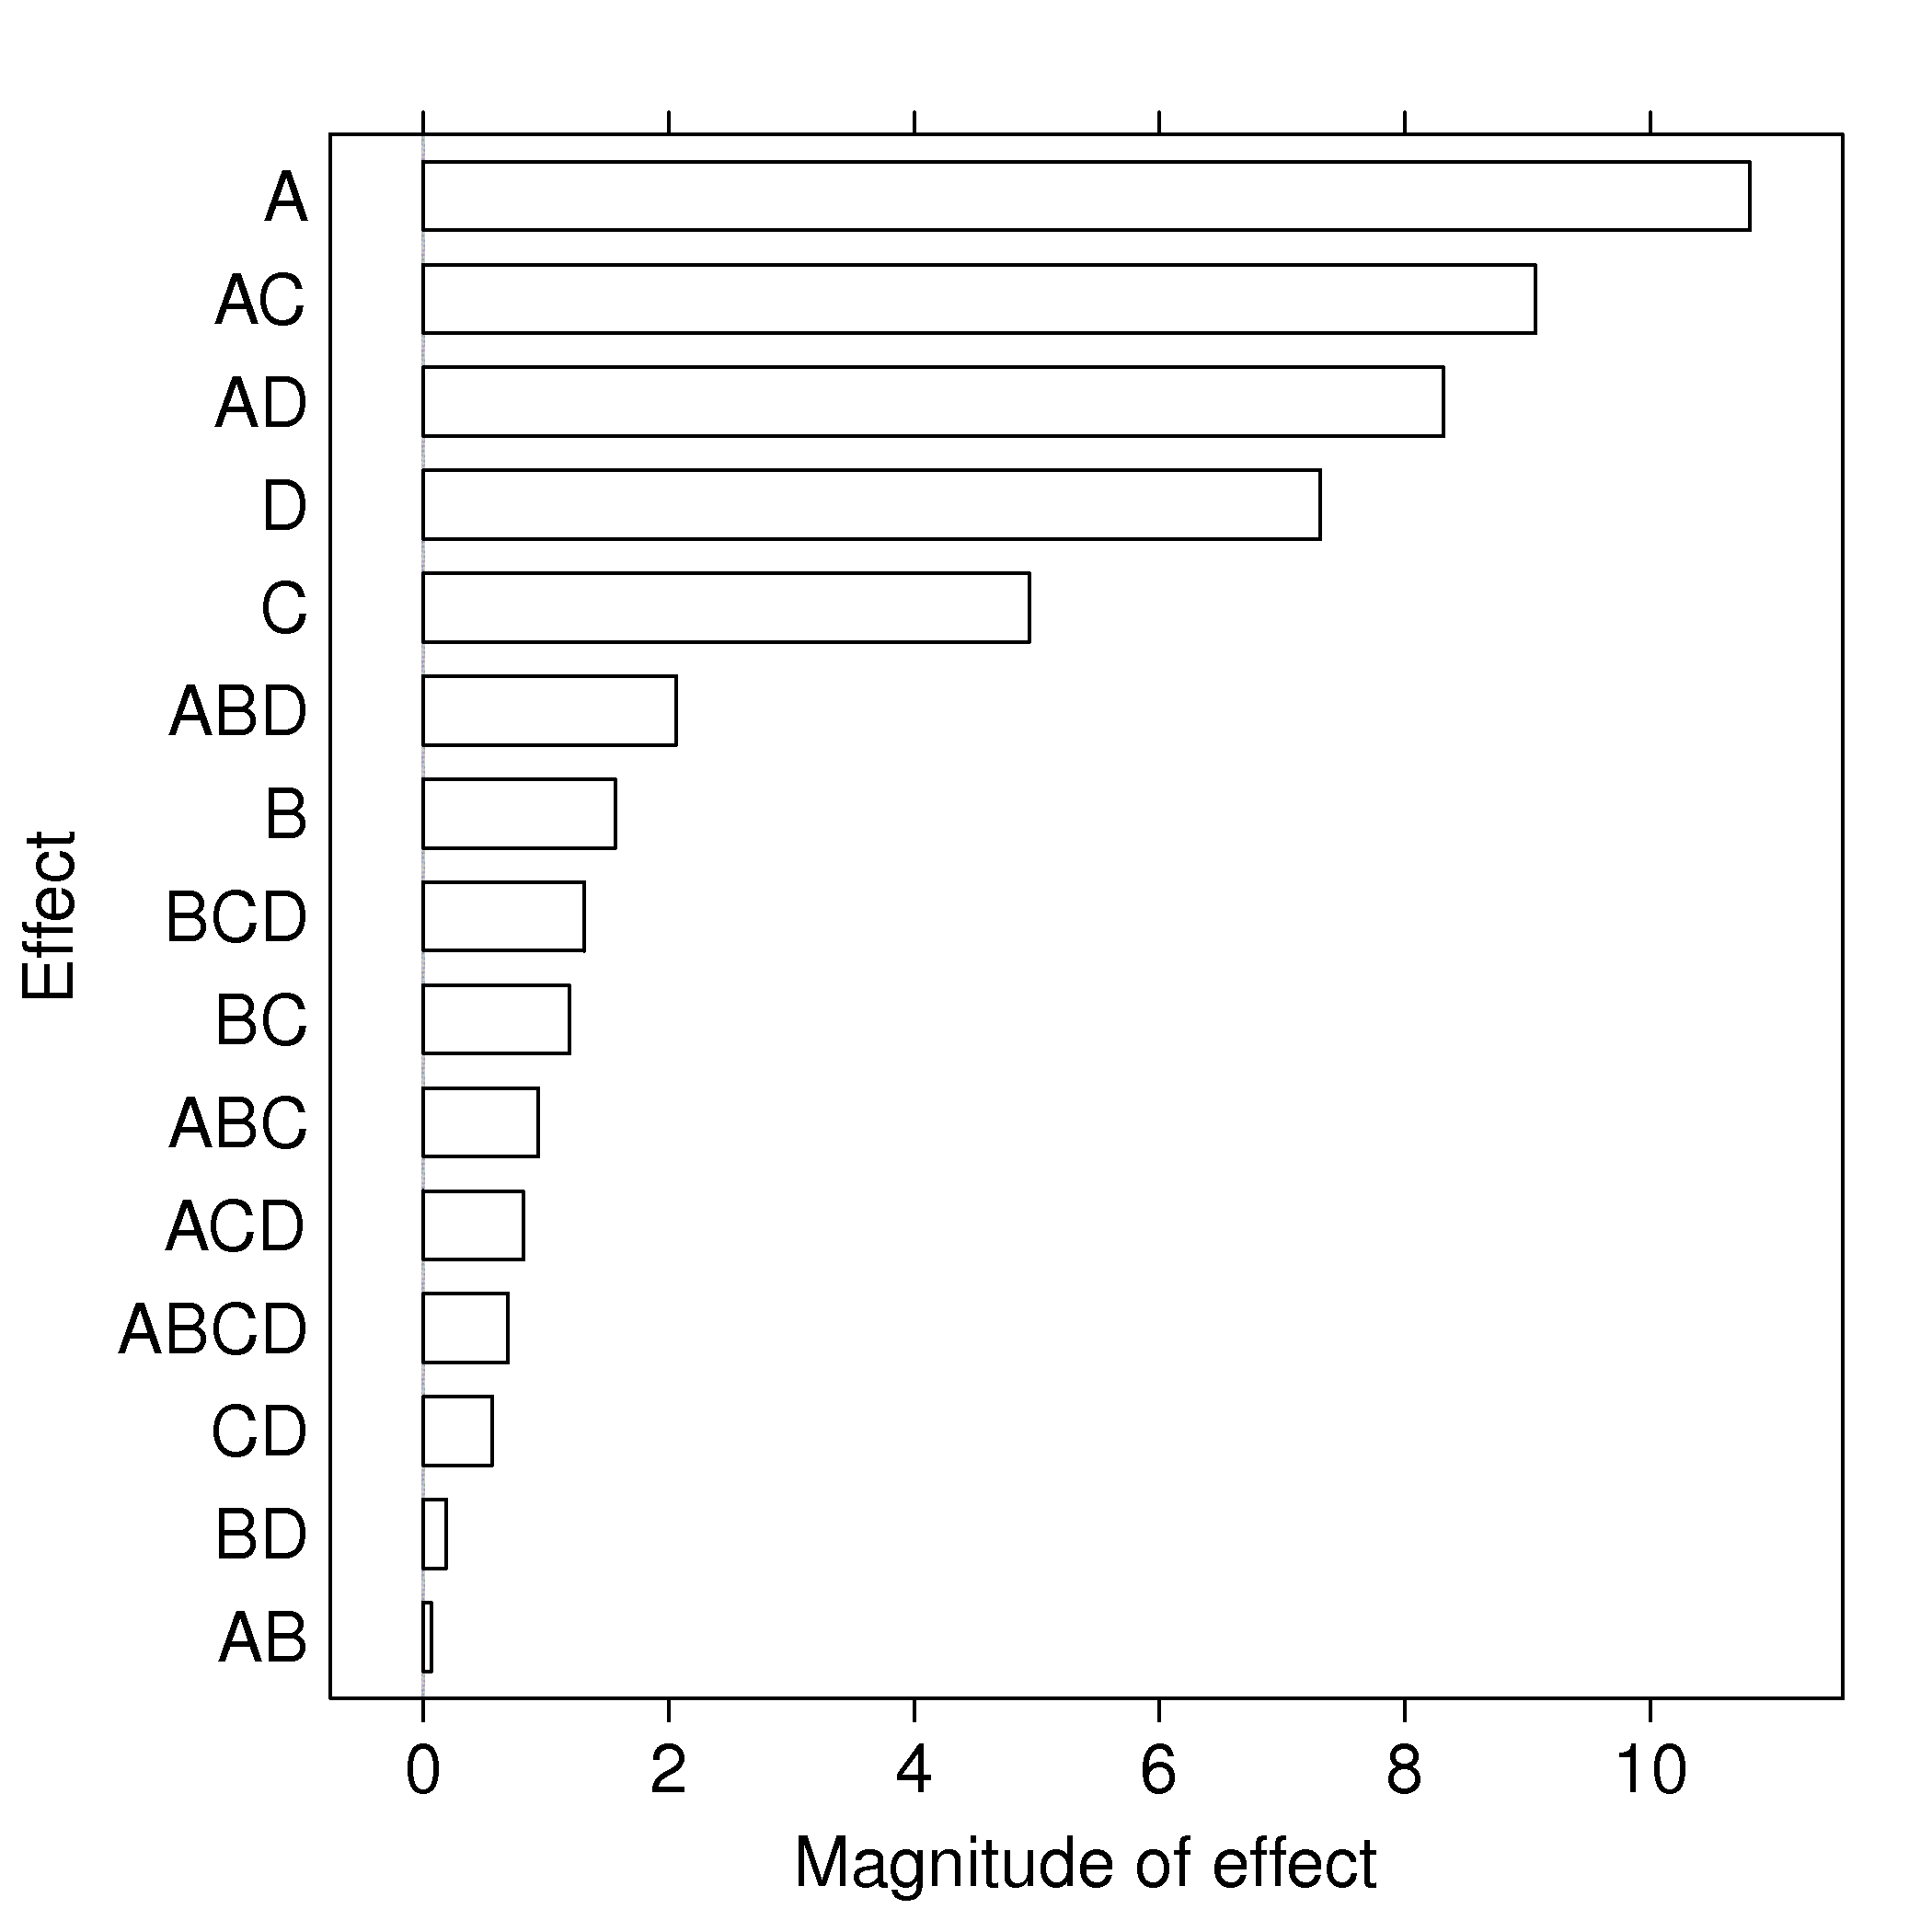 A
AC
AD
D
C
ABD
B
BCD
BC
ABC
ACD
ABCD
CD
BD
AB
Effect
0 2 4 6 8 10
Magnitude of effect